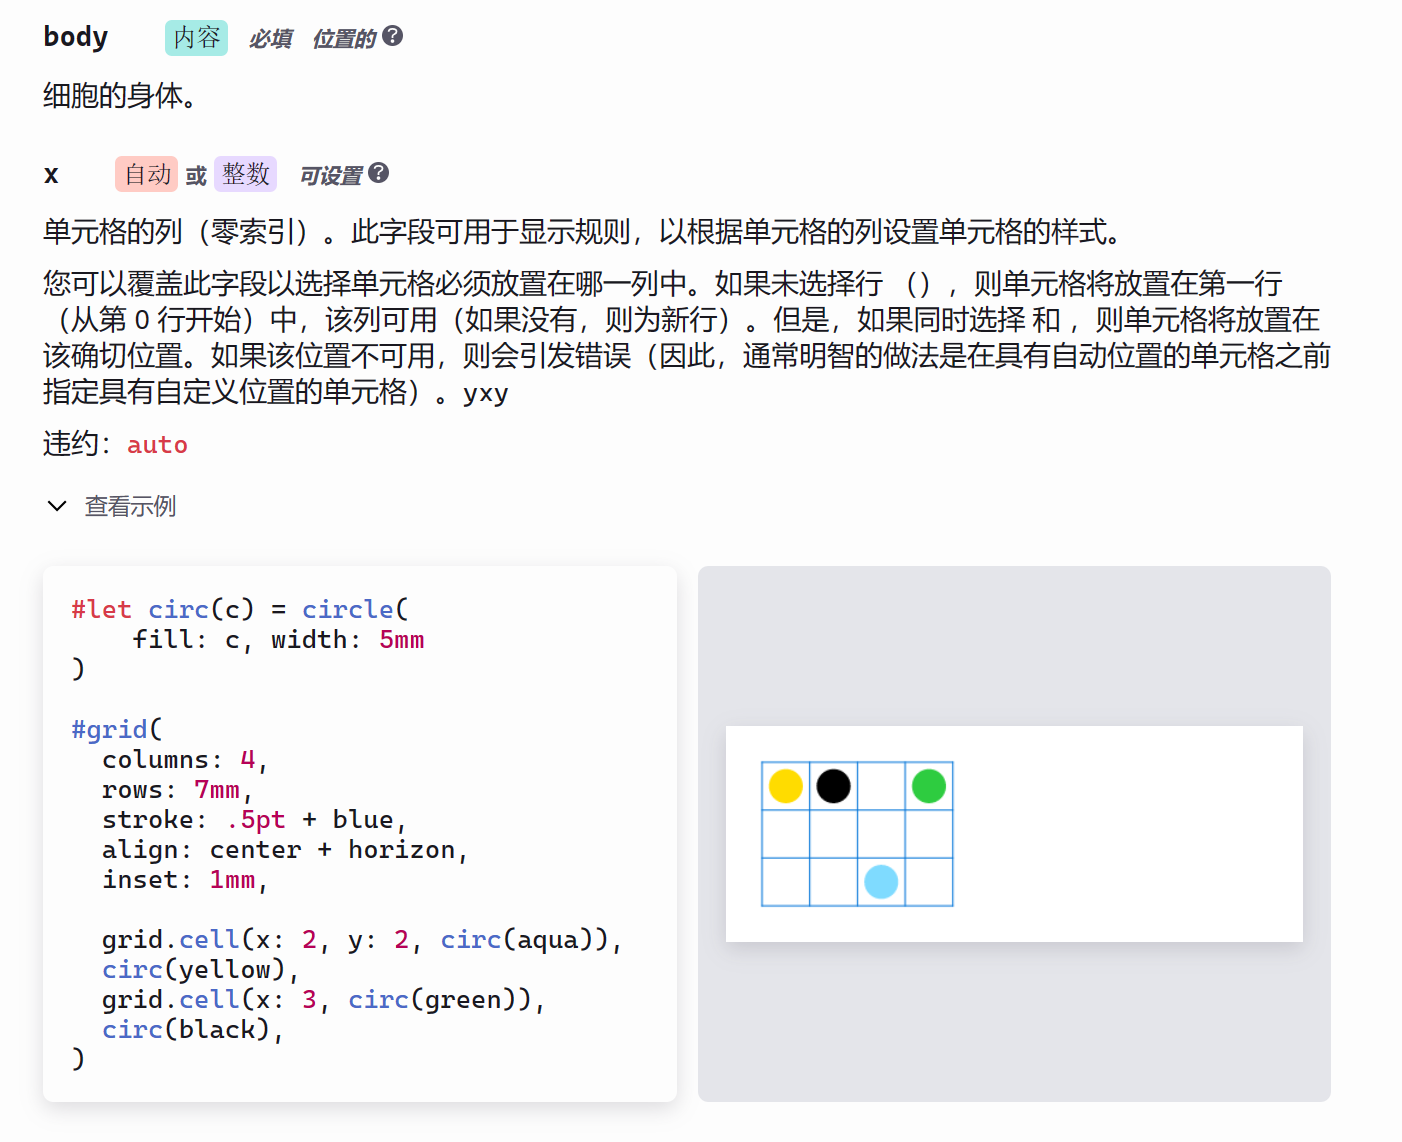 body 内容 必填 位置的 ?
细胞的身体。
x 自动 或 整数 可设置 ?
单元格的列（零索引）。此字段可用于显示规则，以根据单元格的列设置单元格的样式。
您可以覆盖此字段以选择单元格必须放置在哪一列中。如果未选择行 （），则单元格将放置在第一行
（从第 0 行开始）中，该列可用（如果没有，则为新行）。但是，如果同时选择 和 ，则单元格将放置在
该确切位置。如果该位置不可用，则会引发错误（因此，通常明智的做法是在具有自动位置的单元格之前
指定具有自定义位置的单元格）。yxy
违约：auto
查看示例
#let circ(c) = circle(
    fill: c, width: 5mm
)
#grid(
  columns: 4,
  rows: 7mm,
  stroke: .5pt + blue,
  align: center + horizon,
  inset: 1mm,
  grid.cell(x: 2, y: 2, circ(aqua)),
  circ(yellow),
  grid.cell(x: 3, circ(green)),
  circ(black),
)